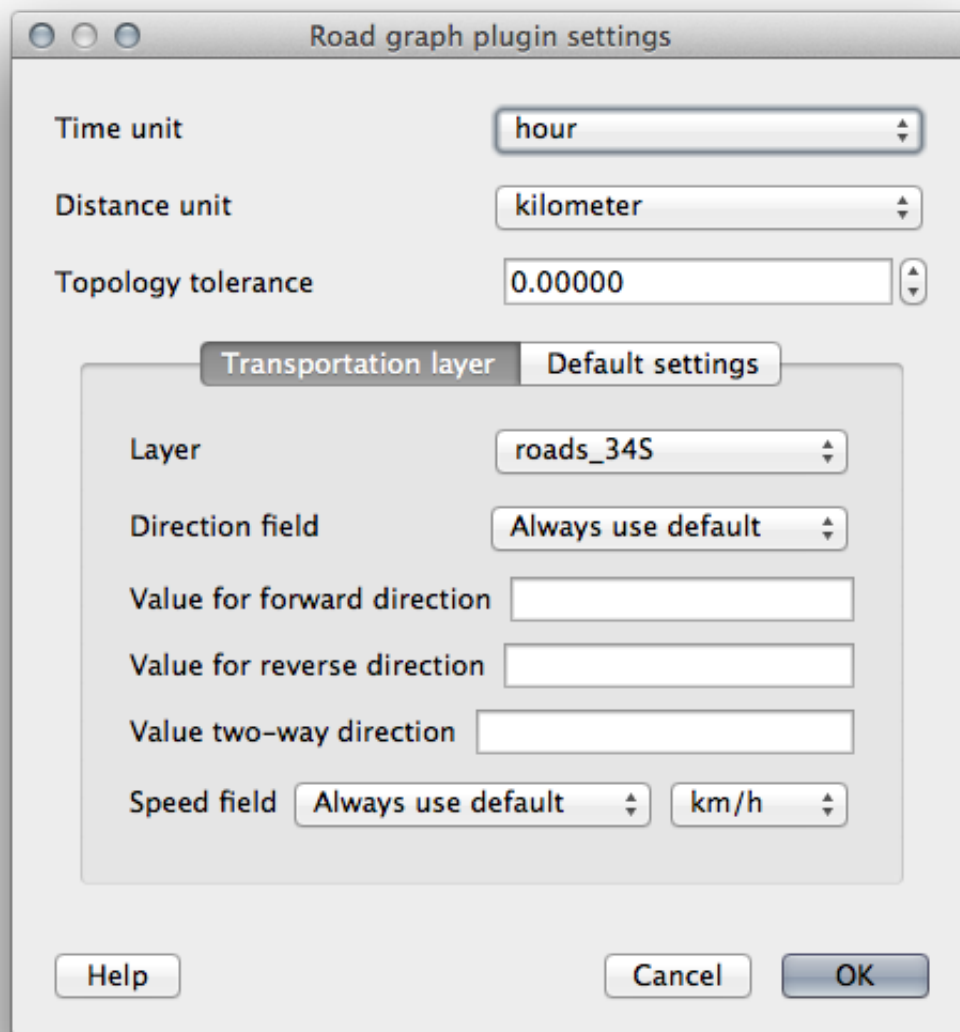 Road graph plugin settings
Time unit hour
Distance unit kilometer
Topology tolerance 0.00000
Transportation layer Default settings
Layer roads_34S
Direction field Always use default
Value for forward direction
Value for reverse direction
Value two-way direction
Speed field Always use default km/h
Help Cancel OK